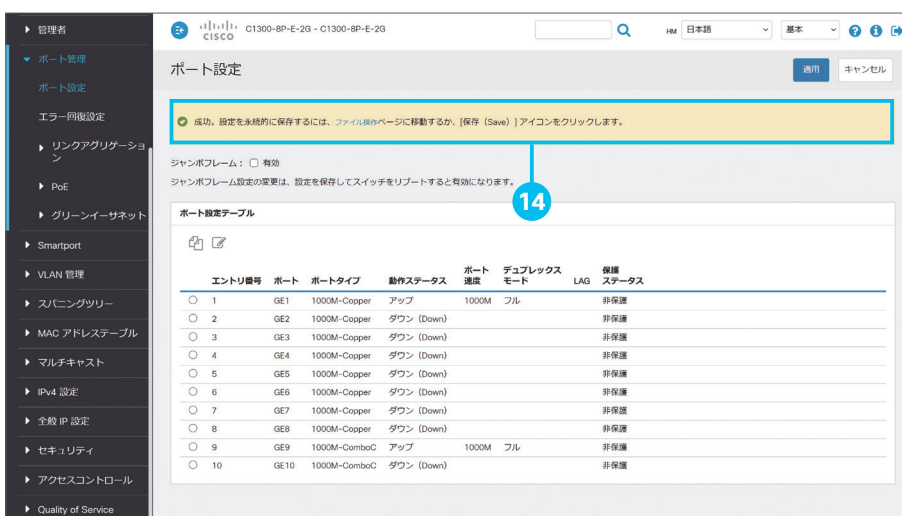 管理者
ポート管理
ポート設定
エラー回復設定
リンクアグリゲーショ
ン
PoE
グリーンイーサネット
Smartport
VLAN 管理
スパニングツリー
MAC アドレステーブル
マルチキャスト
IPv4 設定
全般 IP 設定
セキュリティ
アクセスコントロール
Quality of Service
CISCO C1300-8P-E-2G - C1300-8P-E-2G HM 日本語 基本
ポート設定 適用 キャンセル
成功。設定を永続的に保存するには、ファイル操作ページに移動するか、[保存（Save）] アイコンをクリックします。
ジャンボフレーム： 有効
ジャンボフレーム設定の変更は、設定を保存してスイッチをリブートすると有効になります。
14
ポート設定テーブル
エントリ番号 ポート ポートタイプ 動作ステータス ポート速度 デュプレックスモード LAG 保護ステータス
1 GE1 1000M-Copper アップ 1000M フル 非保護
2 GE2 1000M-Copper ダウン（Down） 非保護
3 GE3 1000M-Copper ダウン（Down） 非保護
4 GE4 1000M-Copper ダウン（Down） 非保護
5 GE5 1000M-Copper ダウン（Down） 非保護
6 GE6 1000M-Copper ダウン（Down） 非保護
7 GE7 1000M-Copper ダウン（Down） 非保護
8 GE8 1000M-Copper ダウン（Down） 非保護
9 GE9 1000M-ComboC アップ 1000M フル 非保護
10 GE10 1000M-ComboC ダウン（Down） 非保護